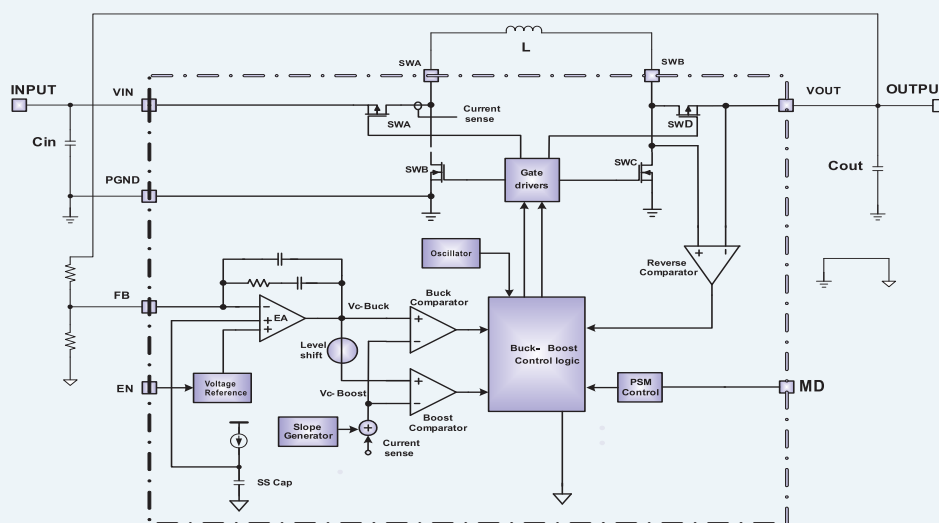 L
SWA
SWB
INPUT
VIN
VOUT
OUTPU
SWA
Current
sense
SWD
Cin
SWB
SWC
Gate
drivers
Cout
PGND
Oscillator
Reverse
Comparator
FB
EA
Vc-Buck
Buck
Comparator
Level
shift
Buck- Boost
Control logic
EN
Voltage
Reference
Vc-Boost
PSM
Control
MD
Slope
Generator
Boost
Comparator
Current
sense
SS Cap